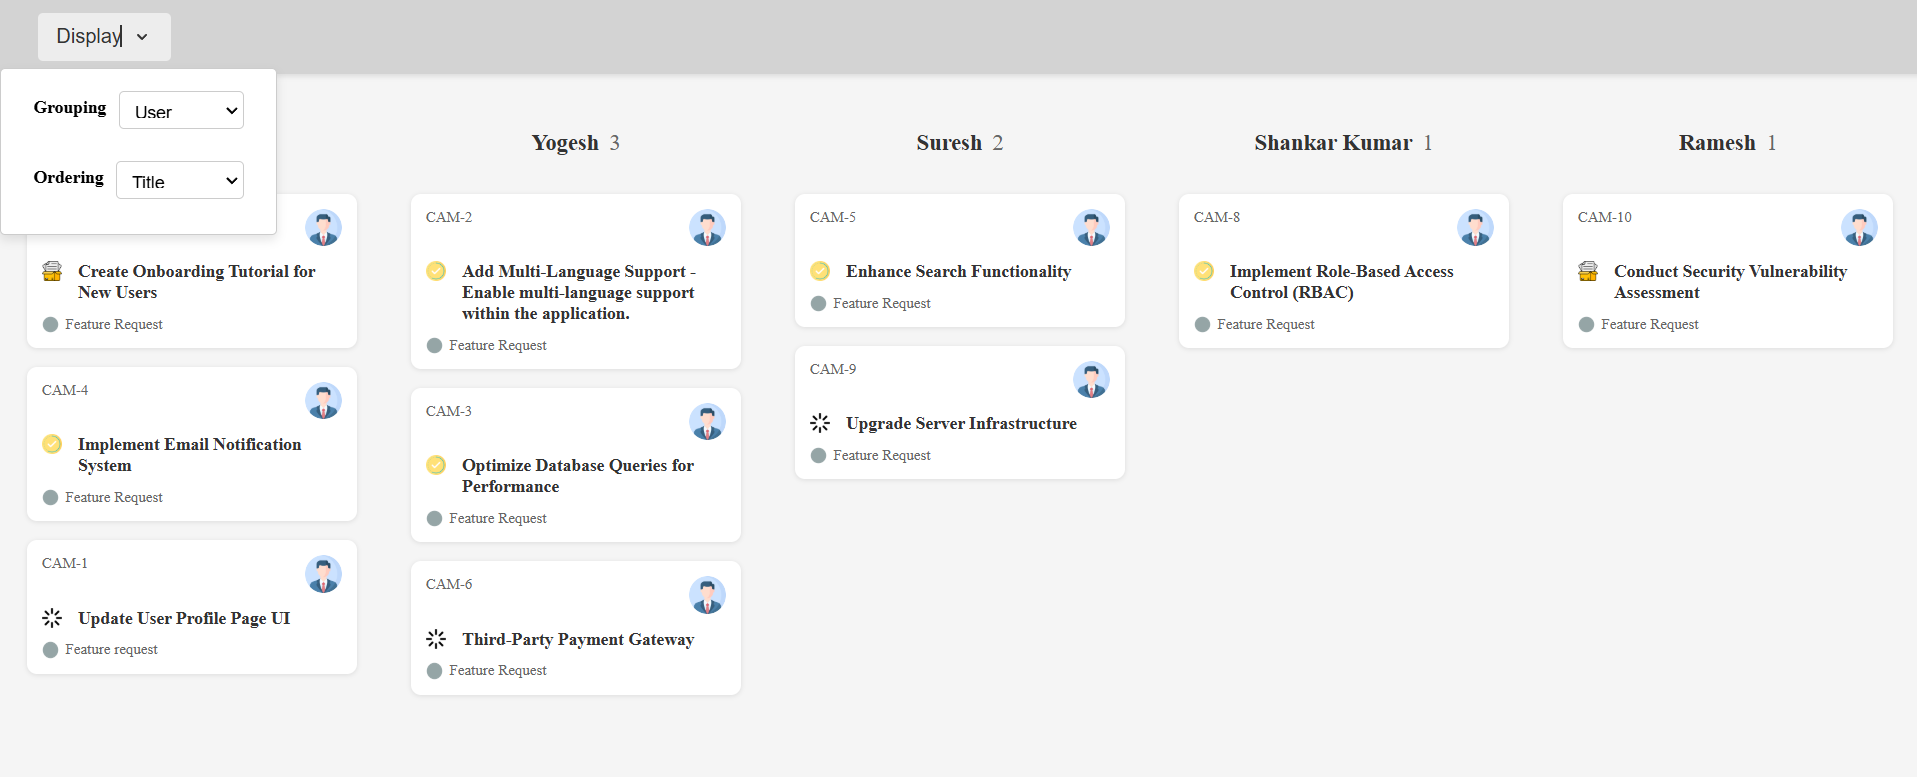 Display
Grouping User
Ordering Title
Create Onboarding Tutorial for
New Users
Feature Request
CAM-4
Implement Email Notification
System
Feature Request
CAM-1
Update User Profile Page UI
Feature request
Yogesh 3
CAM-2
Add Multi-Language Support -
Enable multi-language support
within the application.
Feature Request
CAM-3
Optimize Database Queries for
Performance
Feature Request
CAM-6
Third-Party Payment Gateway
Feature Request
Suresh 2
CAM-5
Enhance Search Functionality
Feature Request
CAM-9
Upgrade Server Infrastructure
Feature Request
Shankar Kumar 1
CAM-8
Implement Role-Based Access
Control (RBAC)
Feature Request
Ramesh 1
CAM-10
Conduct Security Vulnerability
Assessment
Feature Request